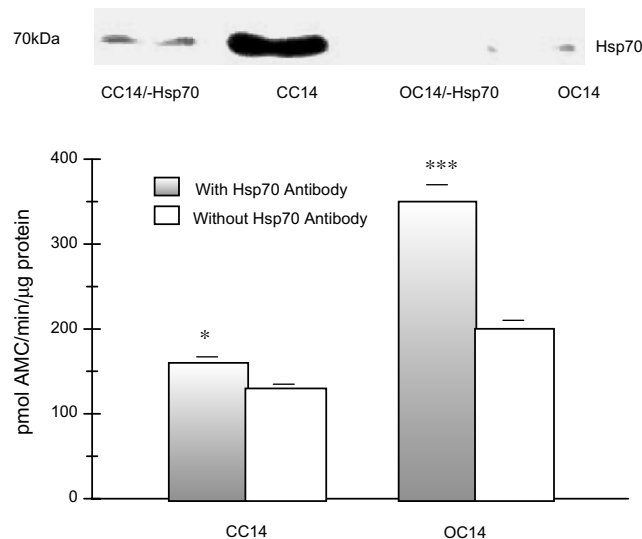 70kDa
Hsp70
CC14/-Hsp70 CC14 OC14/-Hsp70 OC14
400
300
200
100
0
pmol AMC/min/μg protein
With Hsp70 Antibody
Without Hsp70 Antibody
*
***
CC14 OC14